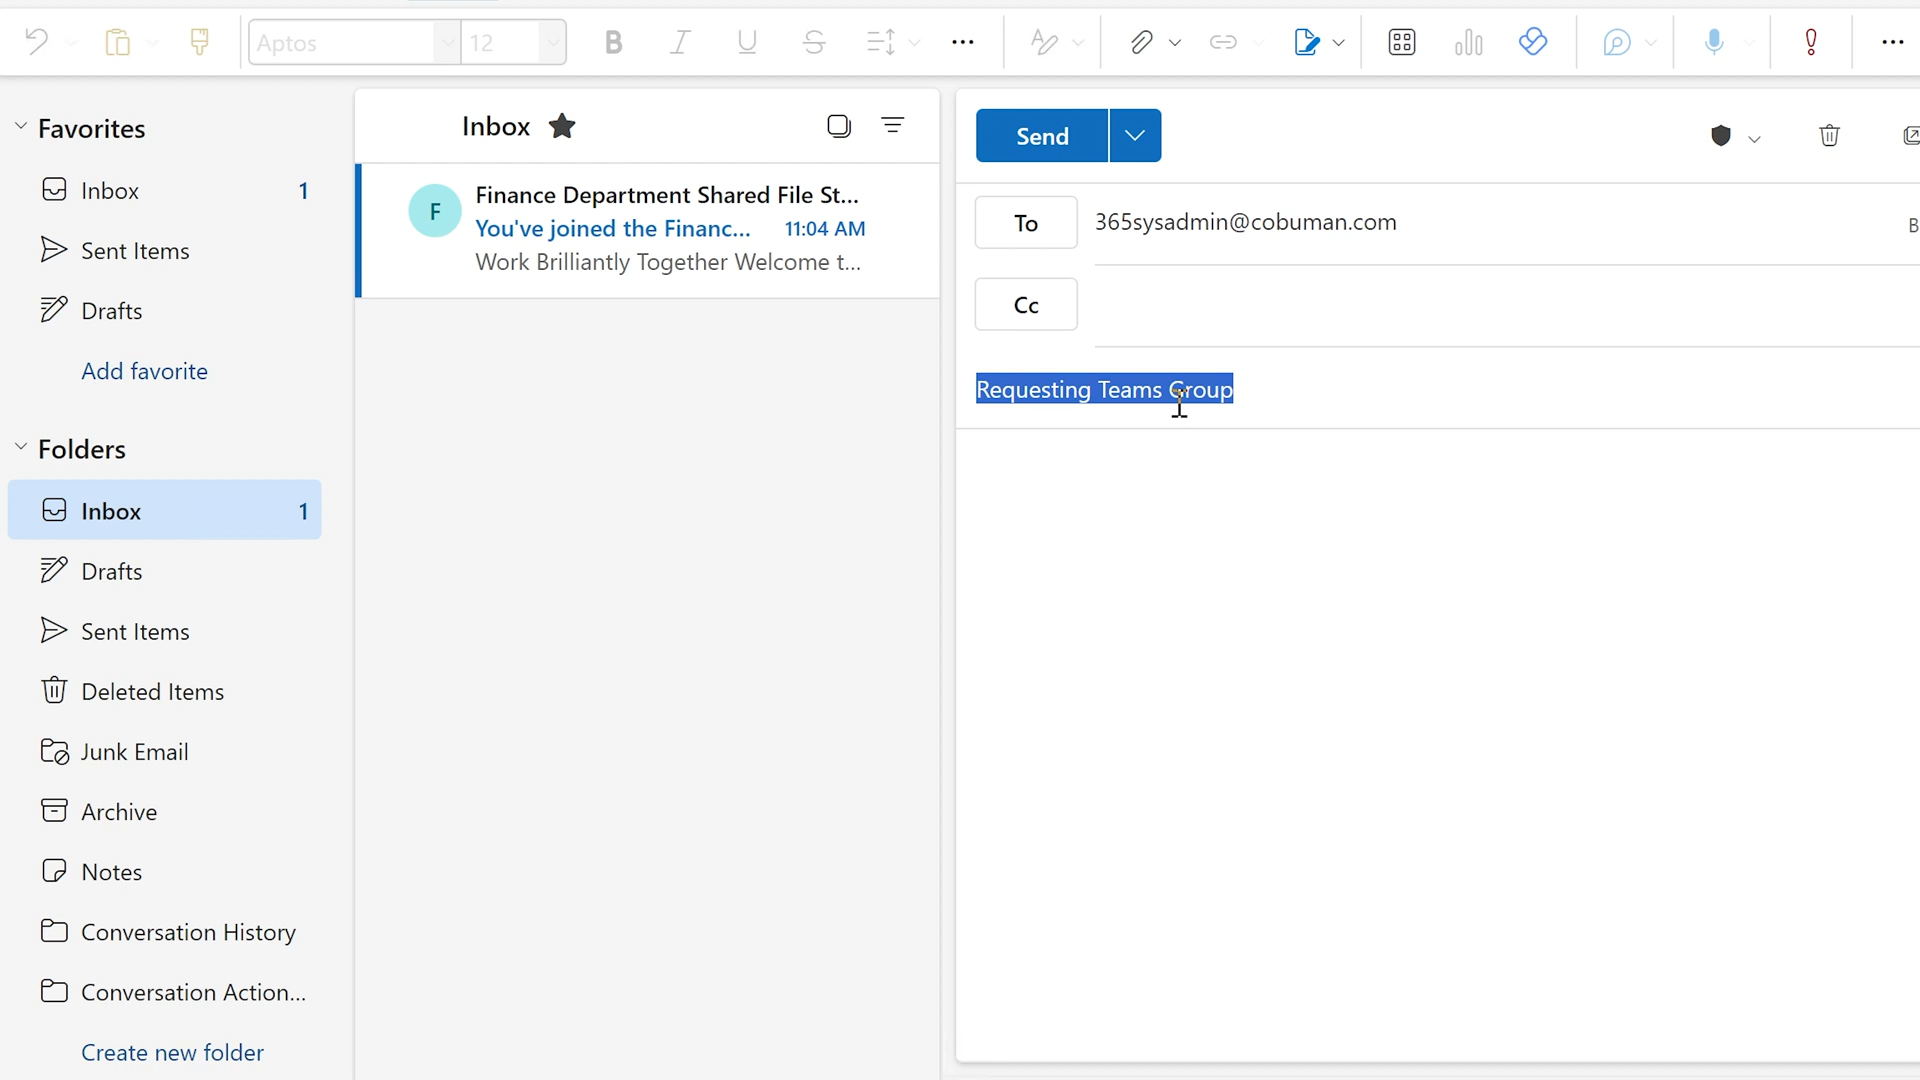 Aptos
12
B
Favorites
Inbox 1
Sent Items
Drafts
Add favorite
Folders
Inbox 1
Drafts
Sent Items
Deleted Items
Junk Email
Archive
Notes
Conversation History
Conversation Action...
Create new folder
Inbox
F
Finance Department Shared File St...
You've joined the Financ... 11:04 AM
Work Brilliantly Together Welcome t...
Send
To 365sysadmin@cobuman.com
Cc
Requesting Teams Group